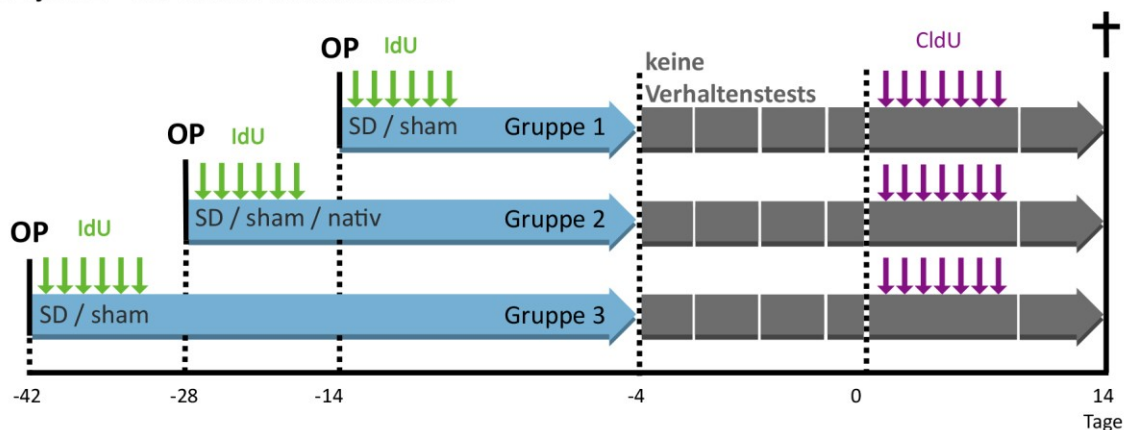 OP IdU
SD / sham Gruppe 1
keine
Verhaltenstests
CldU
OP IdU
SD / sham / nativ Gruppe 2
OP IdU
SD / sham Gruppe 3
-42 -28 -14 -4 0 14
Tage